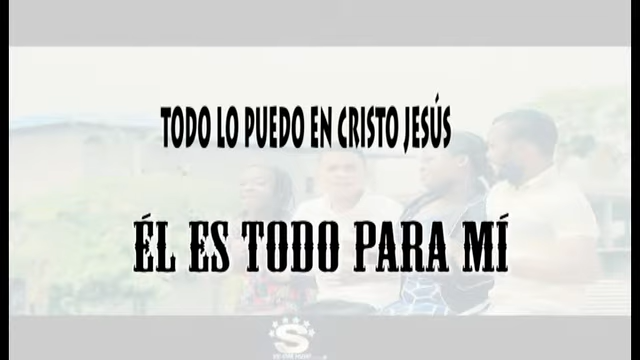 TODO LO PUEDO EN CRISTO JESÚS
ÉL ES TODO PARA MÍ
S